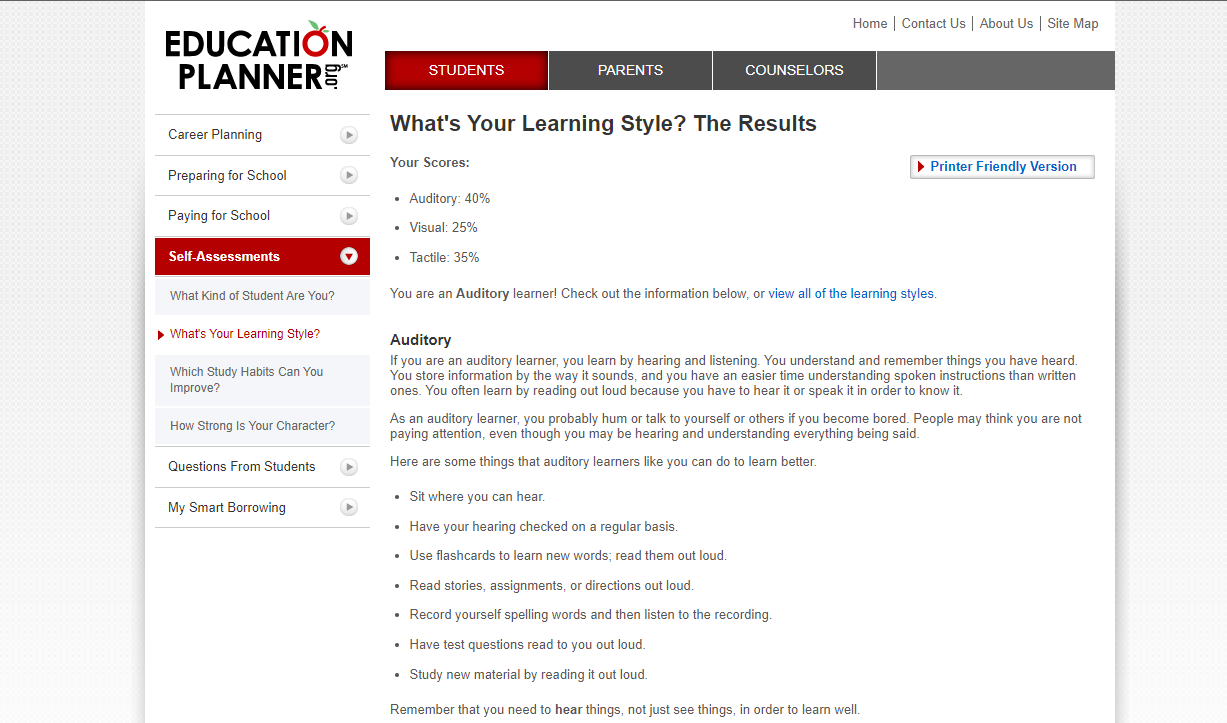 Home | Contact Us | About Us | Site Map
EDUCATION
PLANNER.org℠
STUDENTS
PARENTS
COUNSELORS
Career Planning
Preparing for School
Paying for School
Self-Assessments
What Kind of Student Are You?
What's Your Learning Style?
Which Study Habits Can You
Improve?
How Strong Is Your Character?
Questions From Students
My Smart Borrowing
What's Your Learning Style? The Results
Your Scores:
Printer Friendly Version
• Auditory: 40%
• Visual: 25%
• Tactile: 35%
You are an Auditory learner! Check out the information below, or view all of the learning styles.
Auditory
If you are an auditory learner, you learn by hearing and listening. You understand and remember things you have heard.
You store information by the way it sounds, and you have an easier time understanding spoken instructions than written
ones. You often learn by reading out loud because you have to hear it or speak it in order to know it.
As an auditory learner, you probably hum or talk to yourself or others if you become bored. People may think you are not
paying attention, even though you may be hearing and understanding everything being said.
Here are some things that auditory learners like you can do to learn better.
• Sit where you can hear.
• Have your hearing checked on a regular basis.
• Use flashcards to learn new words; read them out loud.
• Read stories, assignments, or directions out loud.
• Record yourself spelling words and then listen to the recording.
• Have test questions read to you out loud.
• Study new material by reading it out loud.
Remember that you need to hear things, not just see things, in order to learn well.